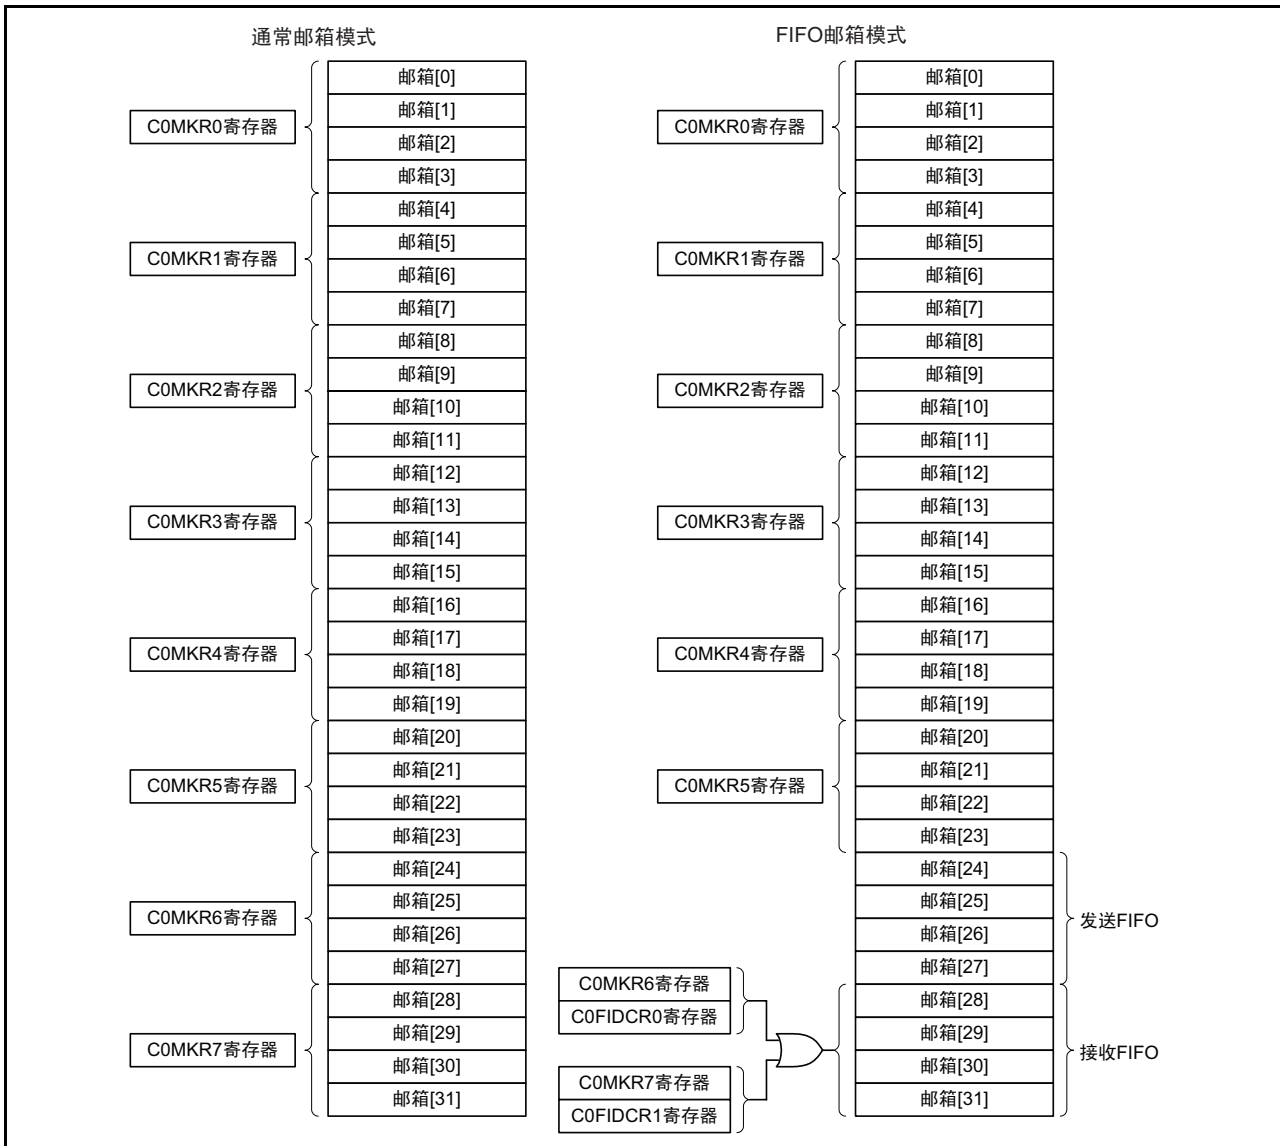 通常邮箱模式
C0MKR0寄存器
邮箱[0]
邮箱[1]
邮箱[2]
邮箱[3]
C0MKR1寄存器
邮箱[4]
邮箱[5]
邮箱[6]
邮箱[7]
C0MKR2寄存器
邮箱[8]
邮箱[9]
邮箱[10]
邮箱[11]
C0MKR3寄存器
邮箱[12]
邮箱[13]
邮箱[14]
邮箱[15]
C0MKR4寄存器
邮箱[16]
邮箱[17]
邮箱[18]
邮箱[19]
C0MKR5寄存器
邮箱[20]
邮箱[21]
邮箱[22]
邮箱[23]
C0MKR6寄存器
邮箱[24]
邮箱[25]
邮箱[26]
邮箱[27]
C0MKR7寄存器
邮箱[28]
邮箱[29]
邮箱[30]
邮箱[31]
FIFO邮箱模式
C0MKR0寄存器
邮箱[0]
邮箱[1]
邮箱[2]
邮箱[3]
C0MKR1寄存器
邮箱[4]
邮箱[5]
邮箱[6]
邮箱[7]
C0MKR2寄存器
邮箱[8]
邮箱[9]
邮箱[10]
邮箱[11]
C0MKR3寄存器
邮箱[12]
邮箱[13]
邮箱[14]
邮箱[15]
C0MKR4寄存器
邮箱[16]
邮箱[17]
邮箱[18]
邮箱[19]
C0MKR5寄存器
邮箱[20]
邮箱[21]
邮箱[22]
邮箱[23]
邮箱[24]
邮箱[25]
邮箱[26]
邮箱[27]
发送FIFO
C0MKR6寄存器
C0FIDCR0寄存器
C0MKR7寄存器
C0FIDCR1寄存器
邮箱[28]
邮箱[29]
邮箱[30]
邮箱[31]
接收FIFO